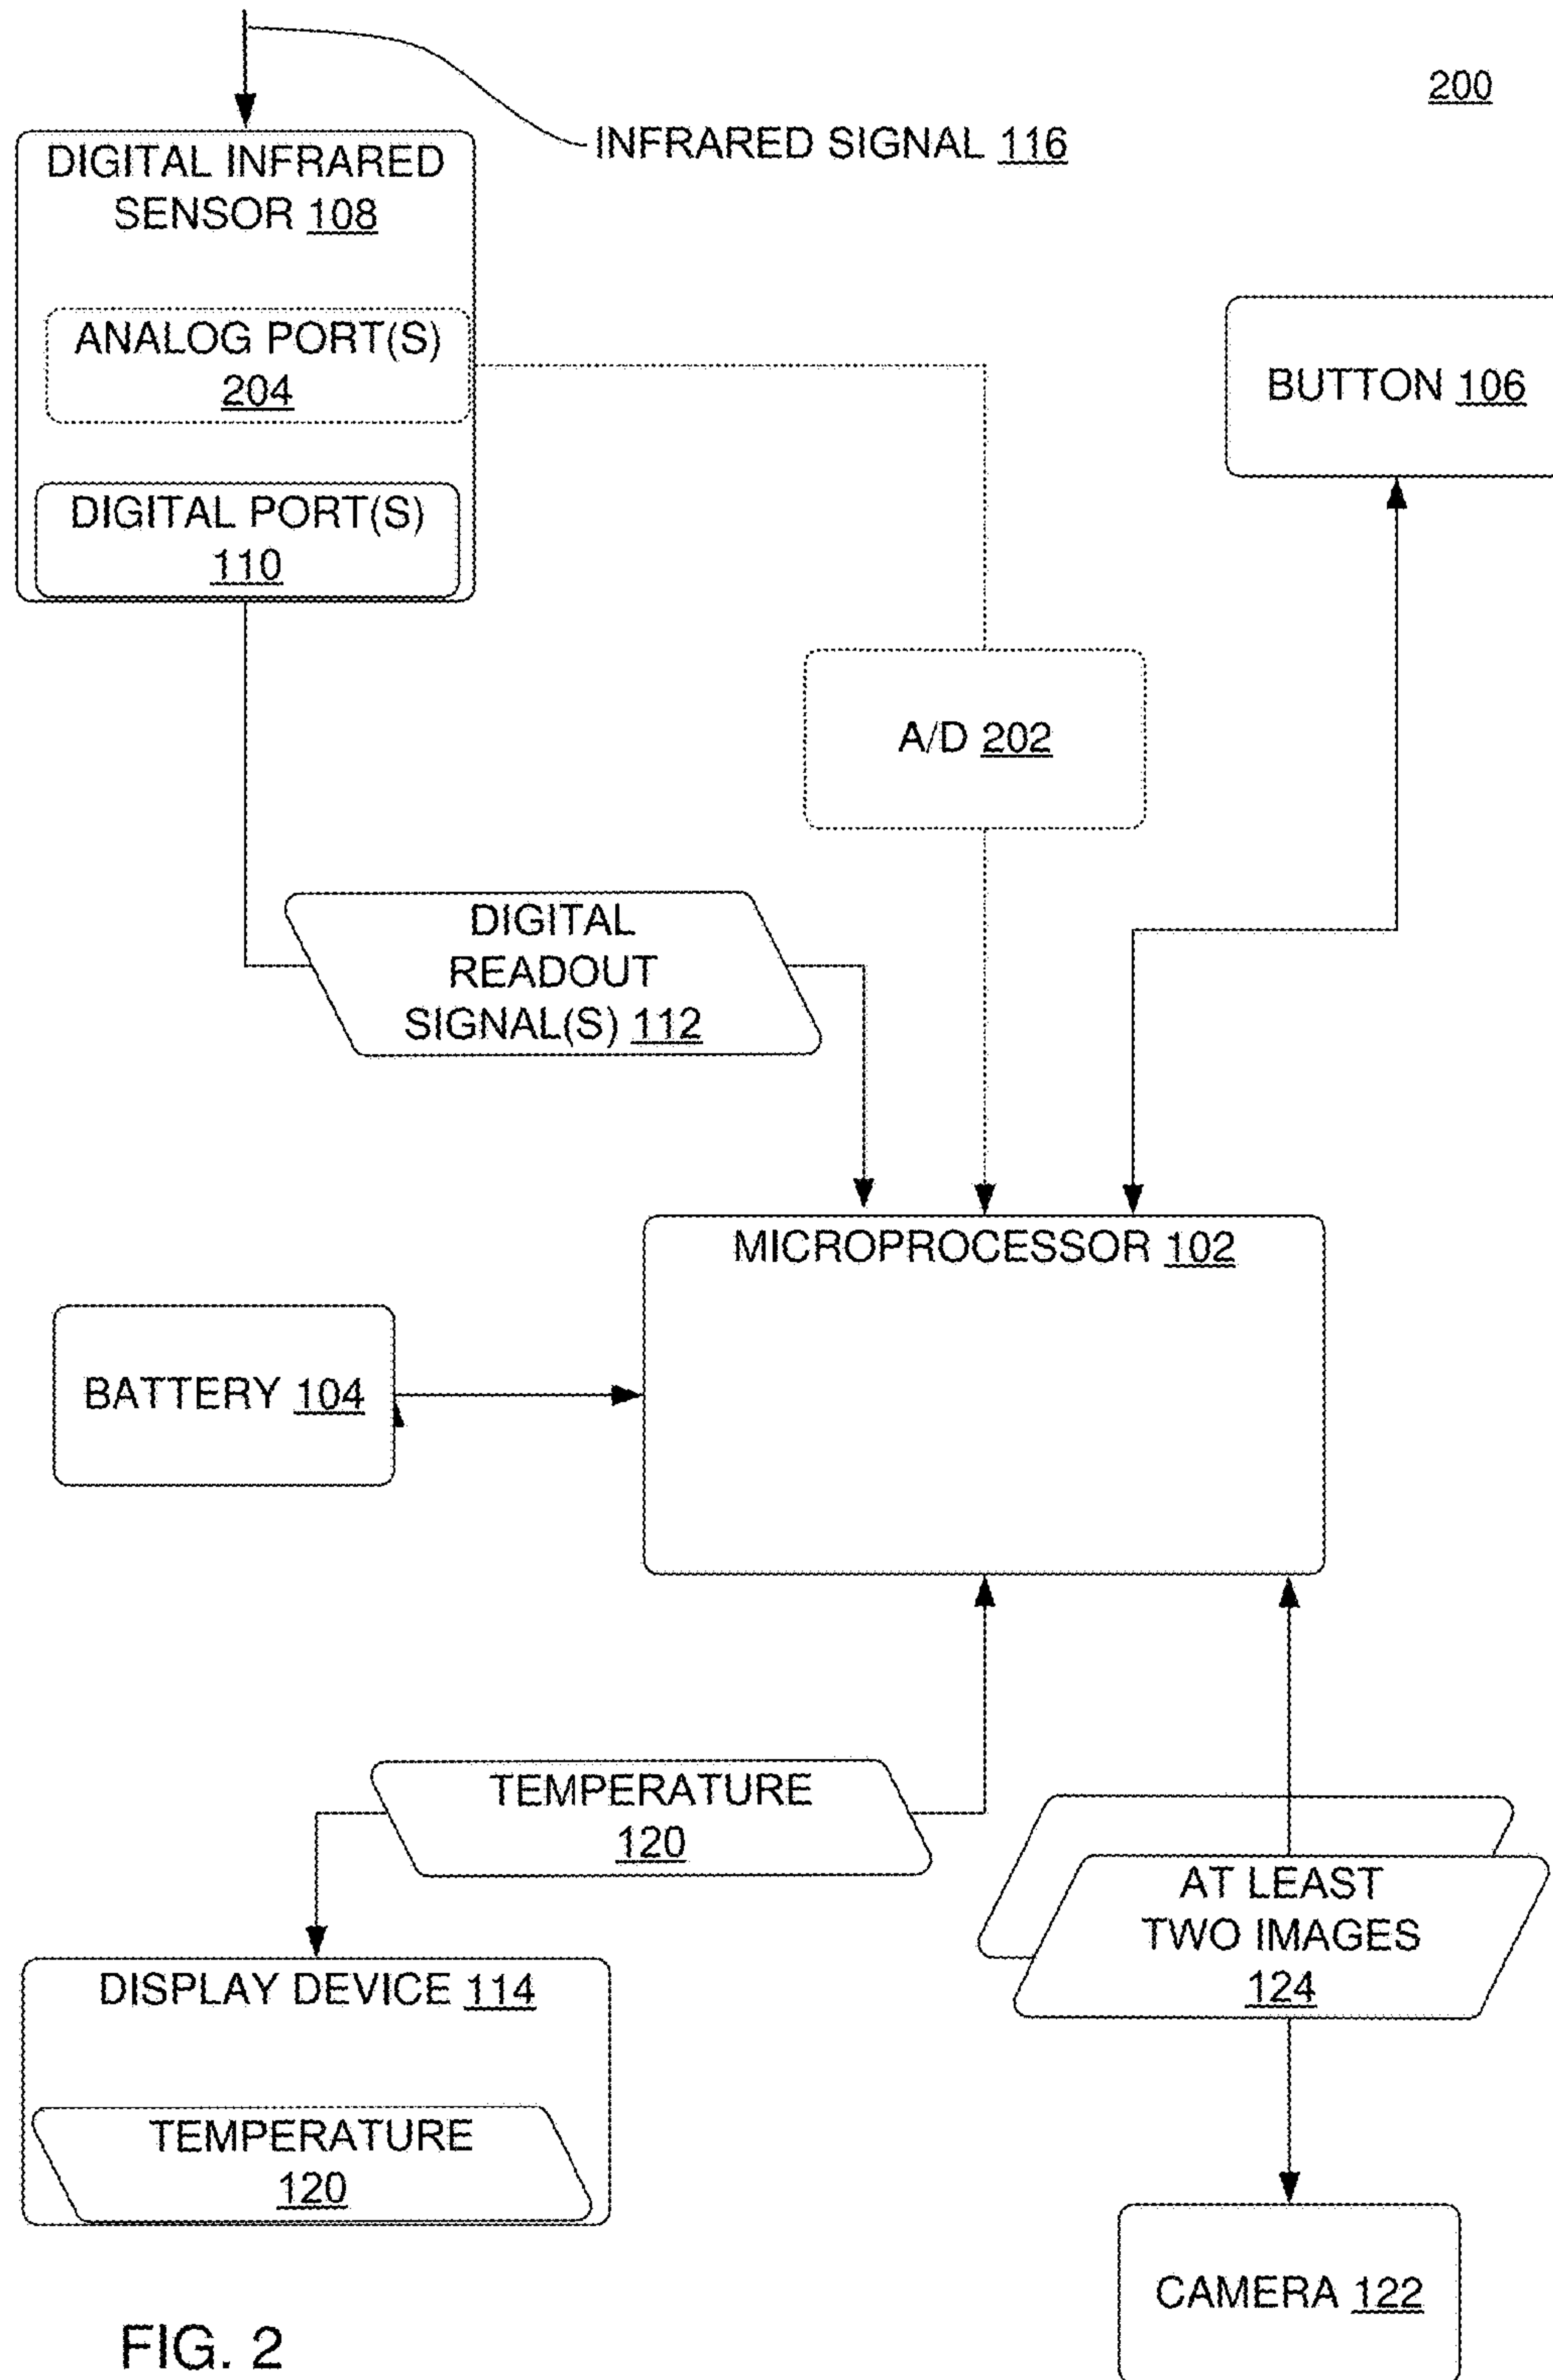 200
INFRARED SIGNAL 116
DIGITAL INFRARED
SENSOR 108
ANALOG PORT(S)
204
BUTTON 106
DIGITAL PORT(S)
110
A/D 202
DIGITAL
READOUT
SIGNAL(S) 112
MICROPROCESSOR 102
BATTERY 104
TEMPERATURE
120
AT LEAST
TWO IMAGES
124
DISPLAY DEVICE 114
TEMPERATURE
120
CAMERA 122
FIG. 2